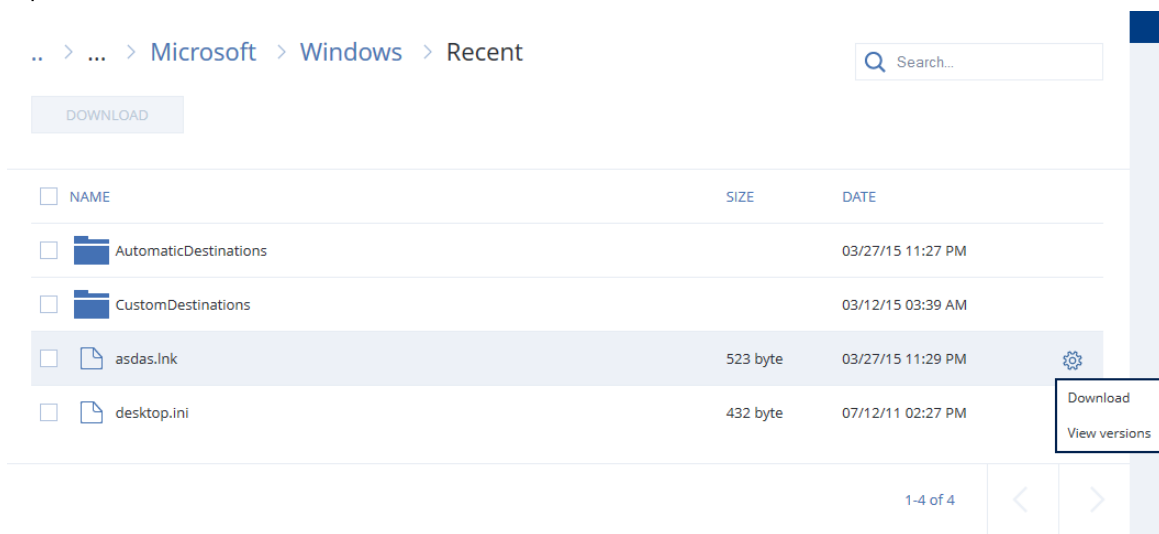 .. > ... > Microsoft > Windows > Recent
Search...
DOWNLOAD
NAME SIZE DATE
AutomaticDestinations 03/27/15 11:27 PM
CustomDestinations 03/12/15 03:39 AM
asdas.lnk 523 byte 03/27/15 11:29 PM
desktop.ini 432 byte 07/12/11 02:27 PM
Download
View versions
1-4 of 4